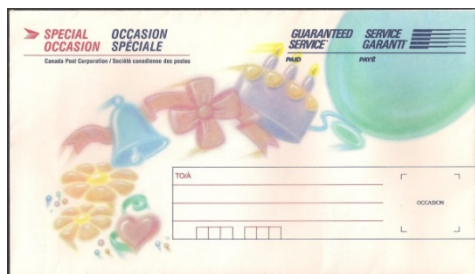 SPECIAL OCCASION
OCCASION SPÉCIALE
Canada Post Corporation / Société canadienne des postes
GUARANTEED SERVICE
SERVICE GARANTI
PAID
PAYÉ
TO/À
OCCASION